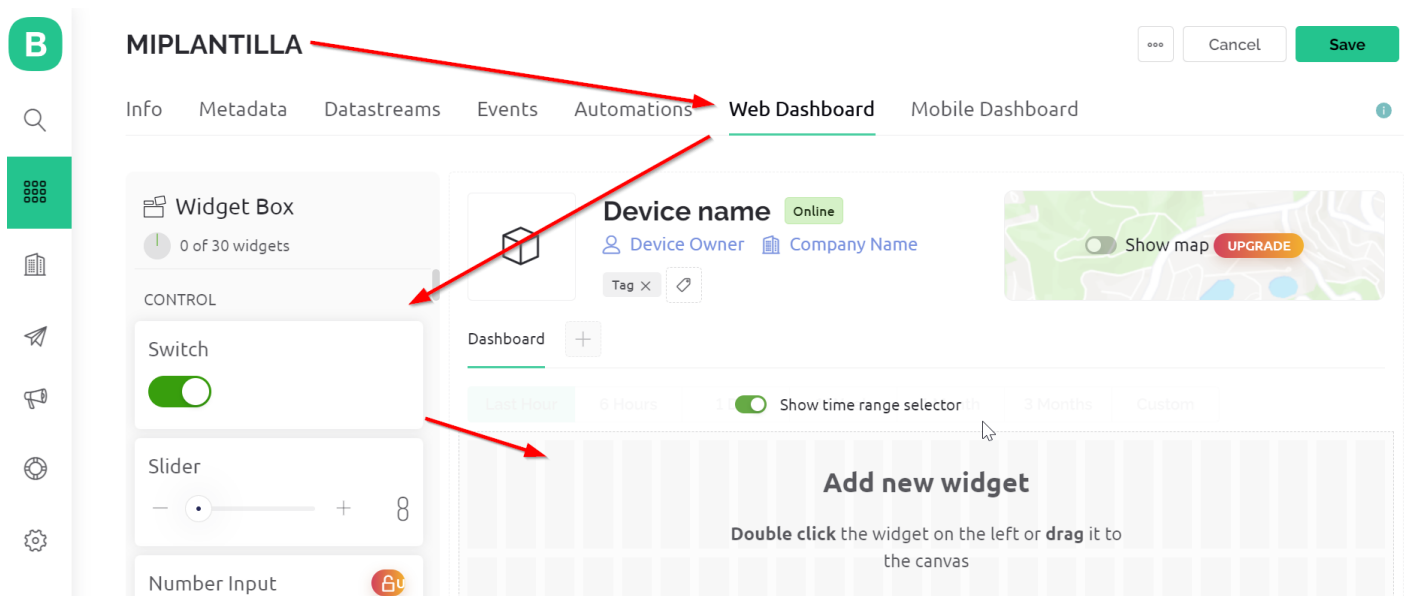 B
MIPLANTILLA
Cancel
Save
Info Metadata Datastreams Events Automations Web Dashboard Mobile Dashboard
Widget Box
0 of 30 widgets
CONTROL
Switch
Slider
Number Input
Device name Online
Device Owner Company Name
Tag
Show map UPGRADE
Dashboard
Last Hour 6 Hours Show time range selector 3 Months Custom
Add new widget
Double click the widget on the left or drag it to
the canvas